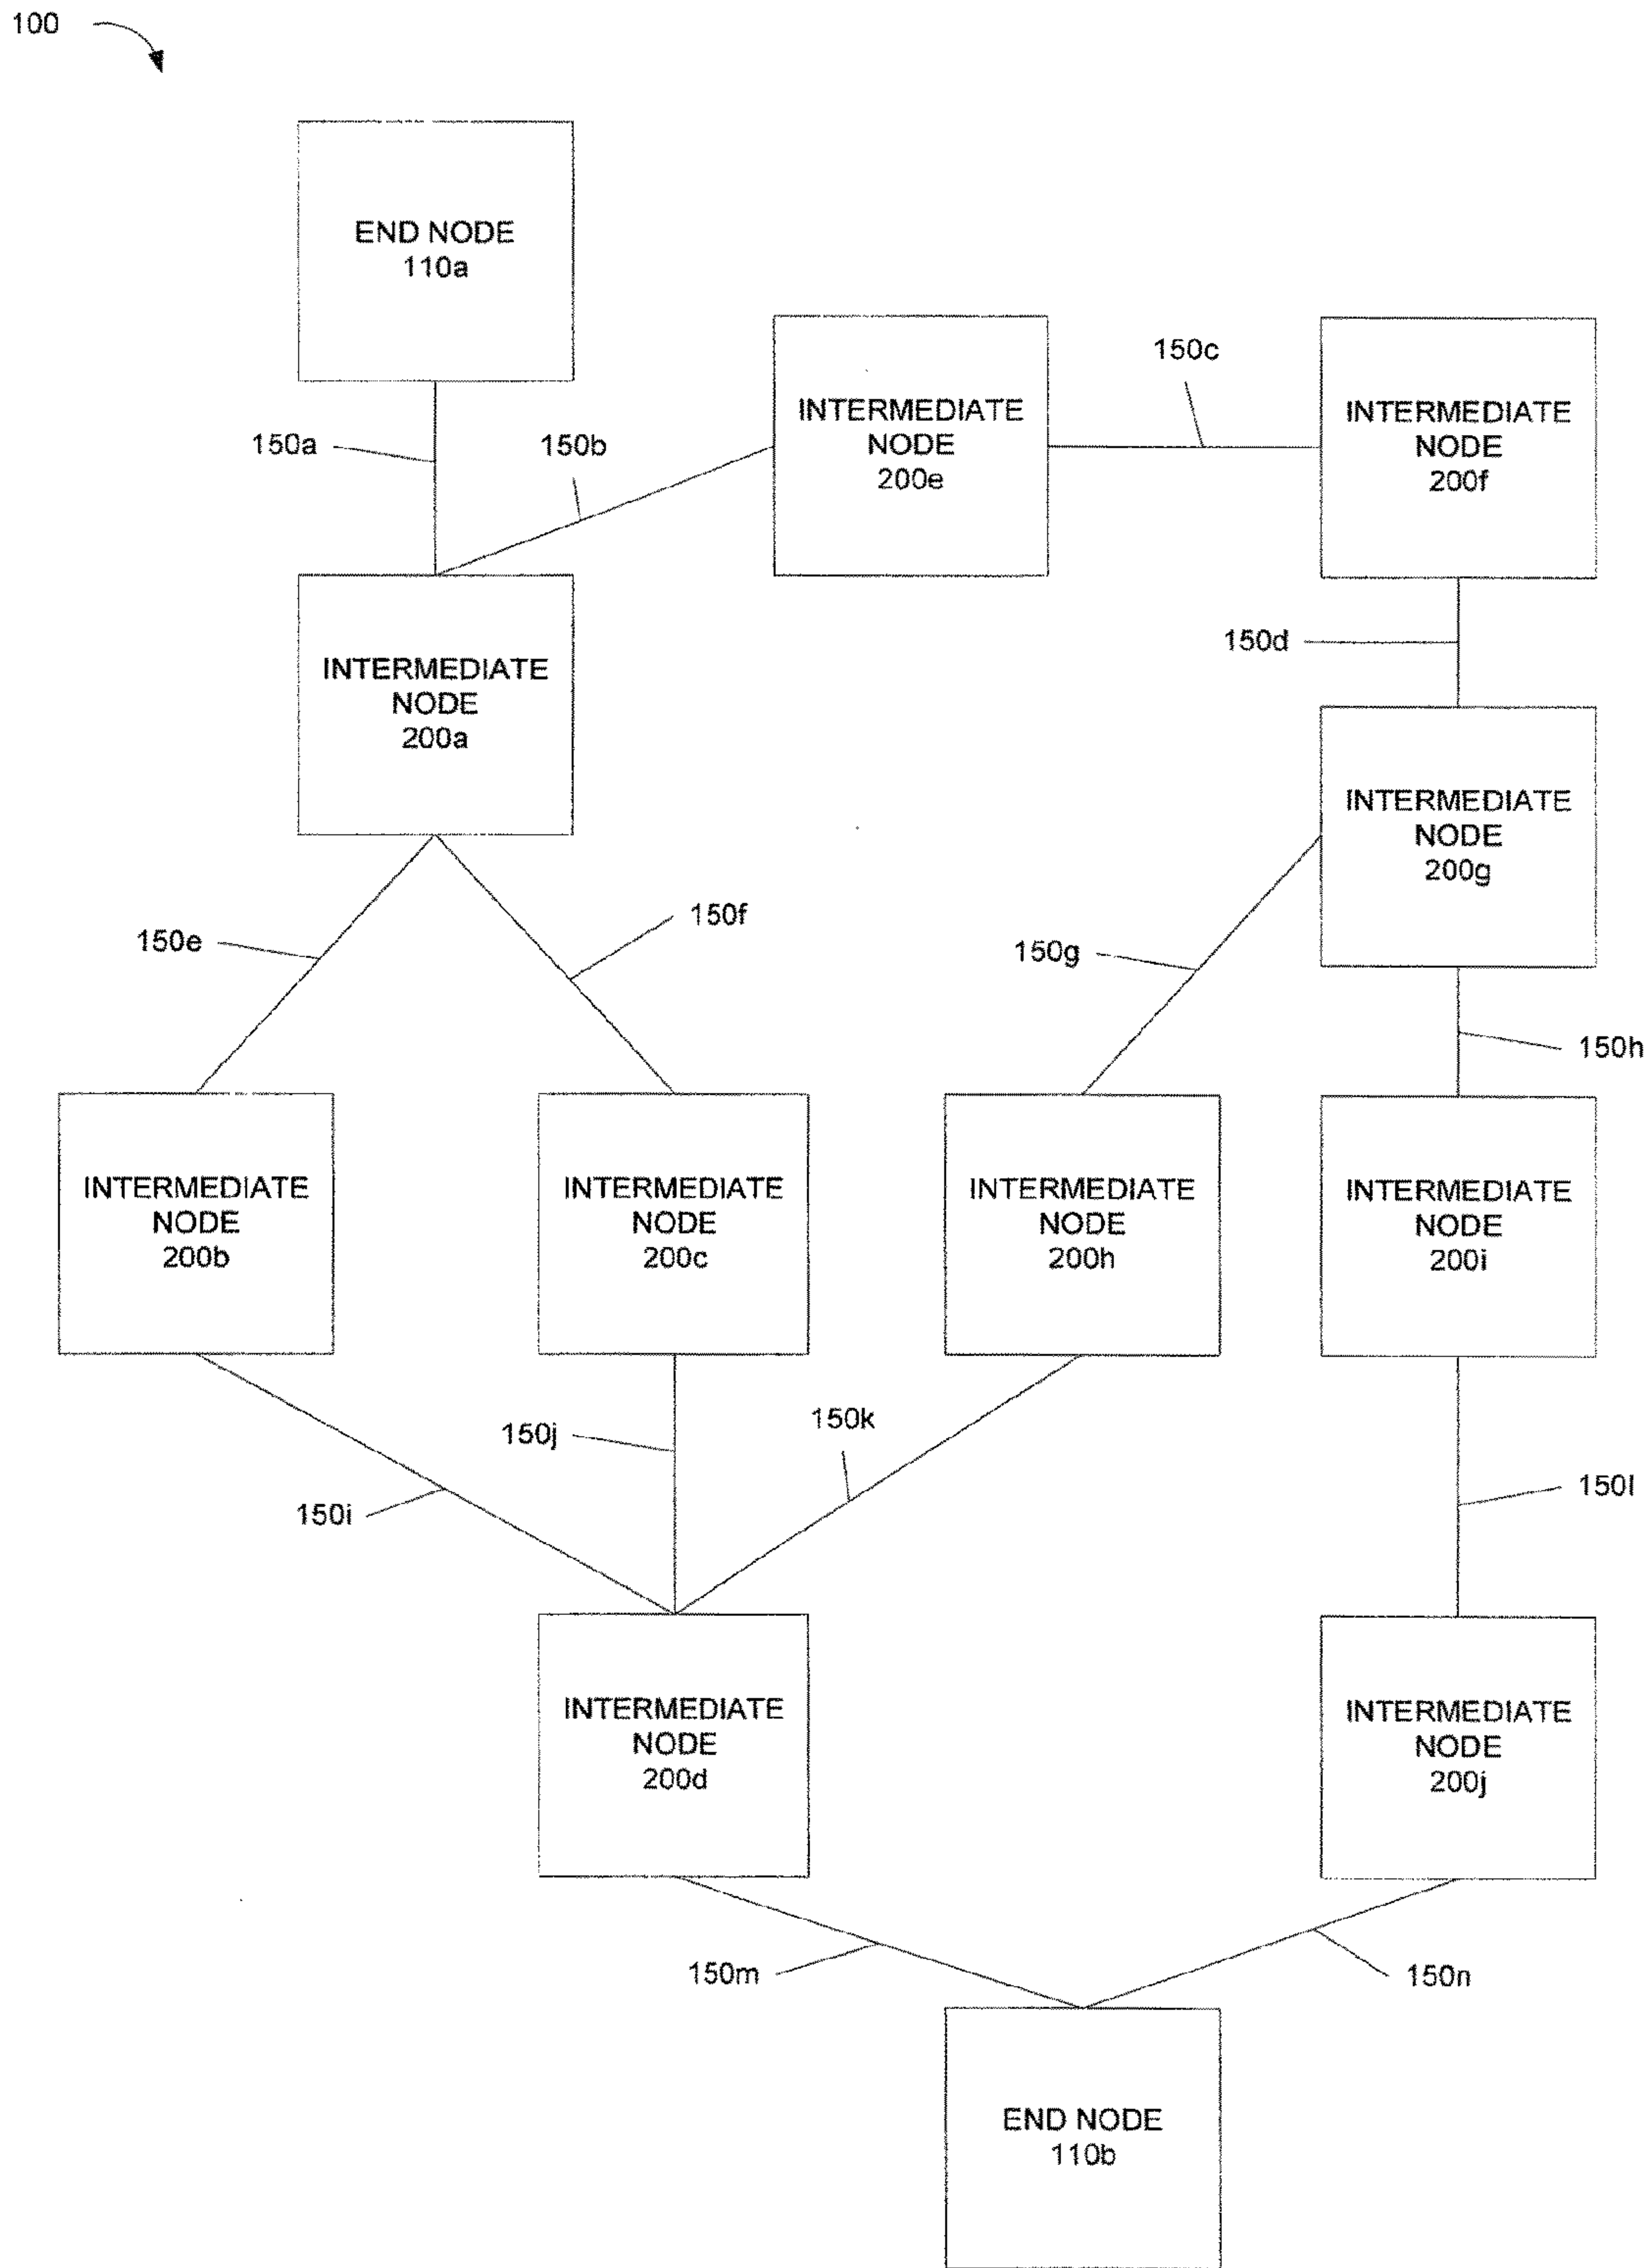 100
END NODE
110a
150a
150b
INTERMEDIATE
NODE
200e
150c
INTERMEDIATE
NODE
200f
150d
INTERMEDIATE
NODE
200a
INTERMEDIATE
NODE
200g
150e
150f
150g
150h
INTERMEDIATE
NODE
200b
INTERMEDIATE
NODE
200c
INTERMEDIATE
NODE
200h
INTERMEDIATE
NODE
200i
150i
150j
150k
150l
INTERMEDIATE
NODE
200d
INTERMEDIATE
NODE
200j
150m
150n
END NODE
110b